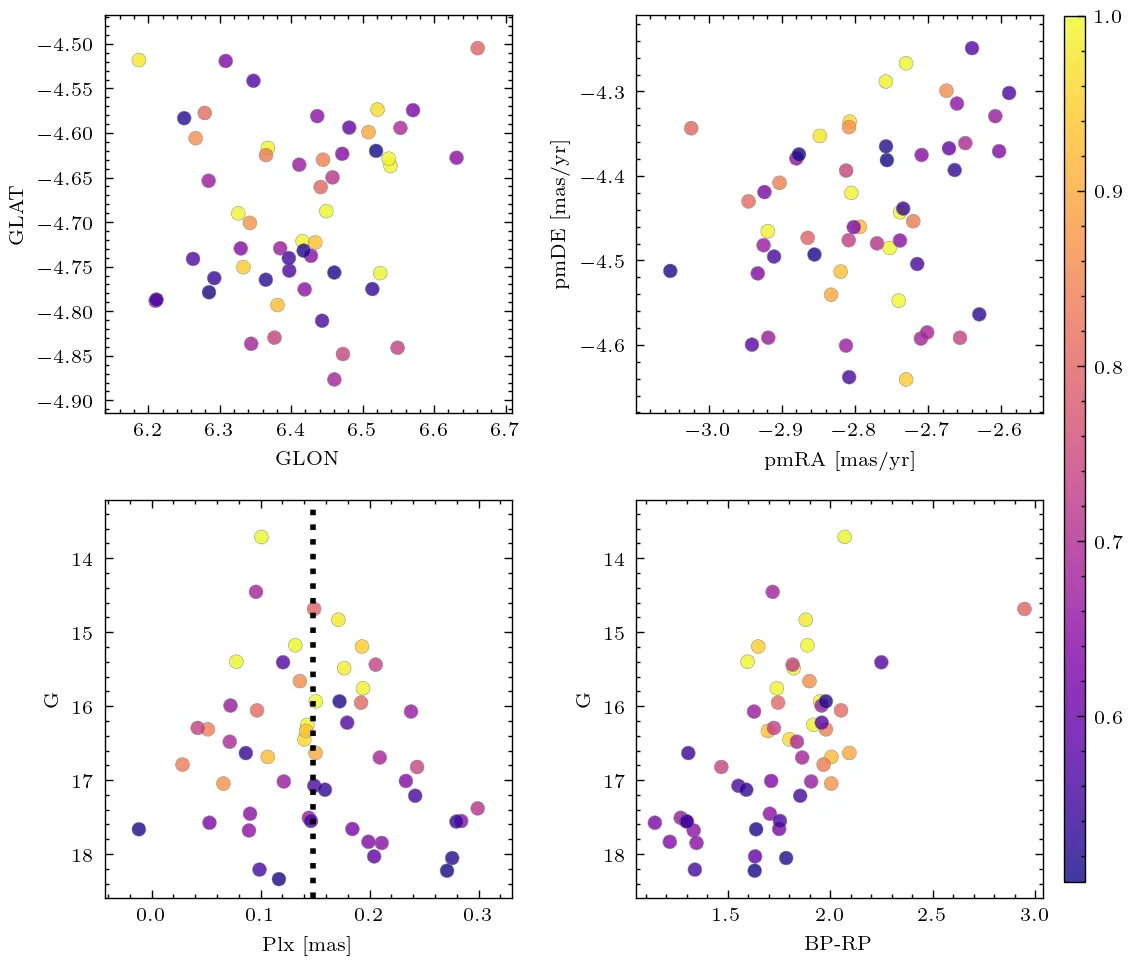 −4.50
−4.55
−4.60
−4.65
−4.70
−4.75
−4.80
−4.85
−4.90
GLAT
6.2 6.3 6.4 6.5 6.6 6.7
GLON
−4.3
−4.4
−4.5
−4.6
pmDE [mas/yr]
−3.0 −2.9 −2.8 −2.7 −2.6
pmRA [mas/yr]
14
15
16
17
18
G
0.0 0.1 0.2 0.3
Plx [mas]
14
15
16
17
18
G
1.5 2.0 2.5 3.0
BP-RP
1.0
0.9
0.8
0.7
0.6